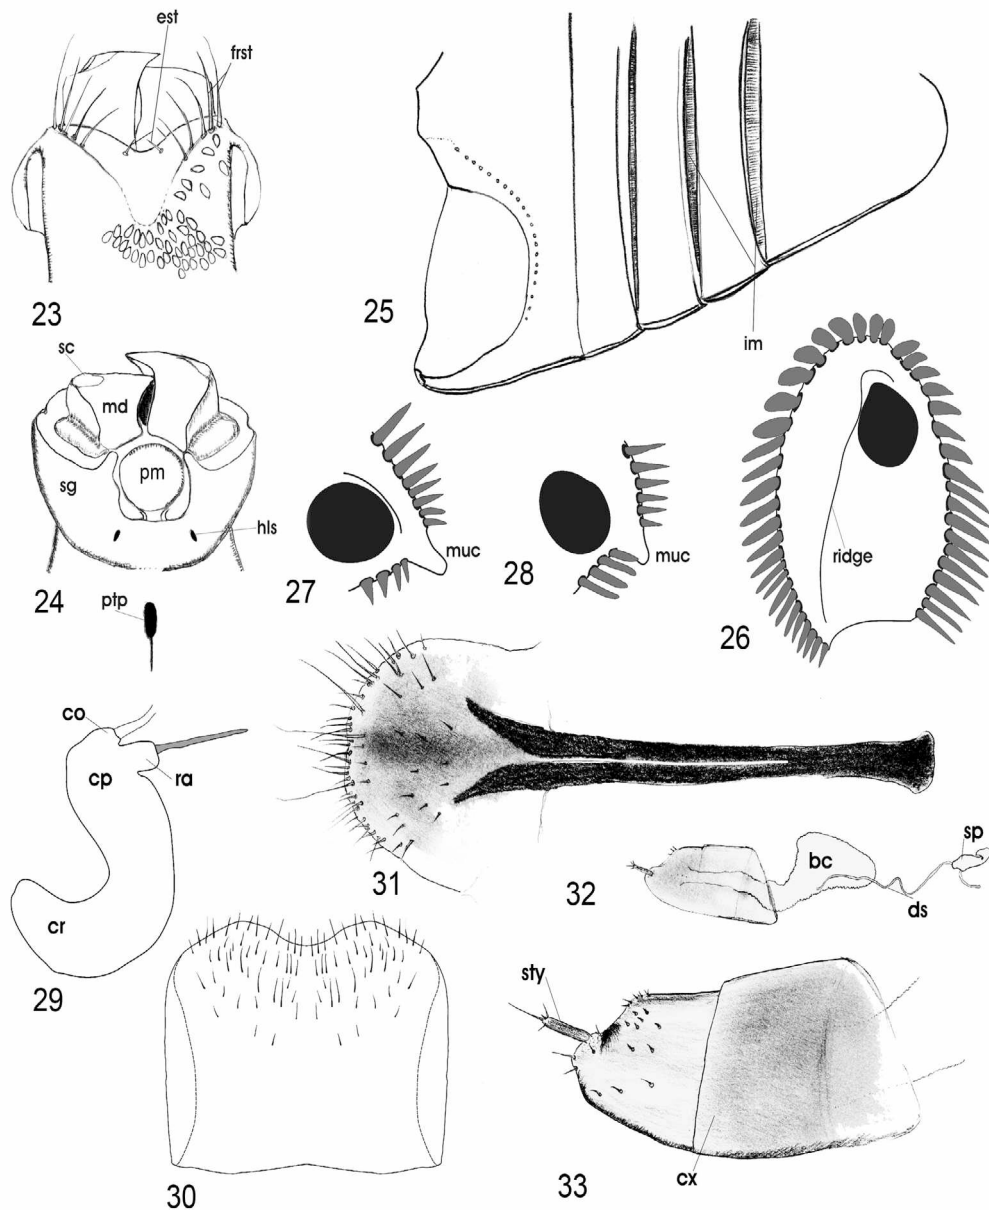 est
frst
23
25
im
sc
md
pm
sg
hls
24
ptp
27
muc
28
muc
ridge
26
co
cp
ra
cr
29
31
bc
sp
ds
32
30
sty
cx
33